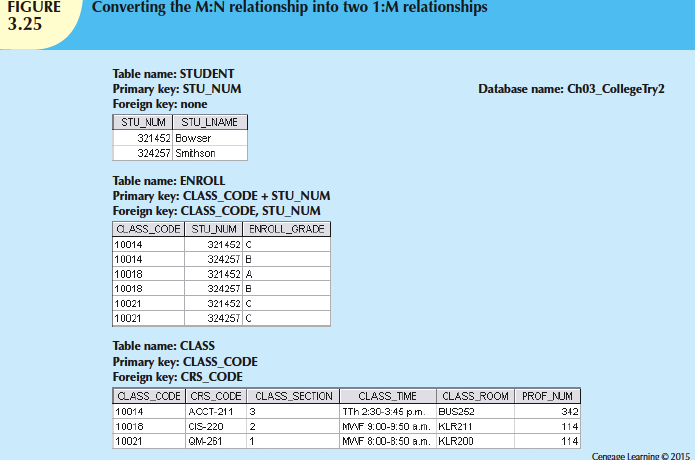 FIGURE
3.25
Converting the M:N relationship into two 1:M relationships
Table name: STUDENT
Primary key: STU_NUM
Foreign key: none
Database name: Ch03_CollegeTry2
STU_NUM STU_LNAME
321452 Bowser
324257 Smithson
Table name: ENROLL
Primary key: CLASS_CODE + STU_NUM
Foreign key: CLASS_CODE, STU_NUM
CLASS_CODE STU_NUM ENROLL_GRADE
10014 321452 C
10014 324257 B
10018 321452 A
10018 324257 B
10021 321452 C
10021 324257 C
Table name: CLASS
Primary key: CLASS_CODE
Foreign key: CRS_CODE
CLASS_CODE CRS_CODE CLASS_SECTION CLASS_TIME CLASS_ROOM PROF_NUM
10014 ACCT-211 3 TTh 2:30-3:45 p.m. BUS252 342
10018 CIS-220 2 MWF 9:00-9:50 a.m. KLR211 114
10021 QM-261 1 MWF 8:00-8:50 a.m. KLR200 114
Cengage Learning © 2015